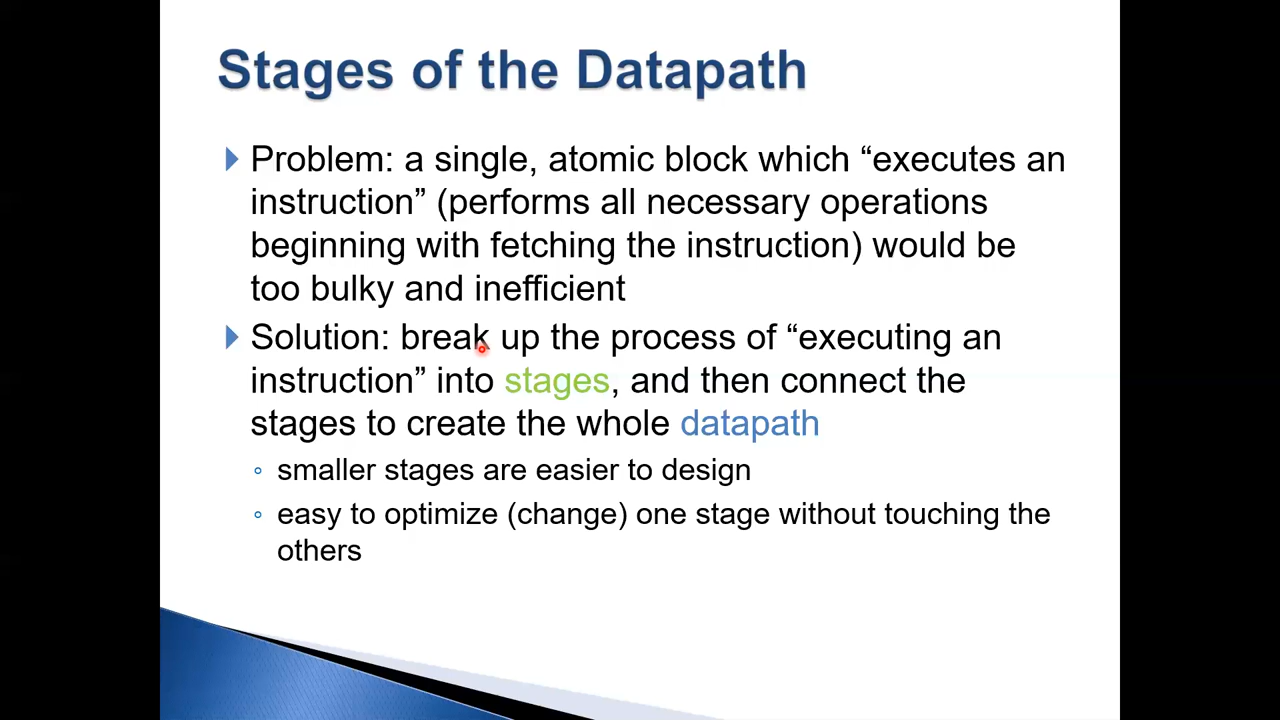 Stages of the Datapath
Problem: a single, atomic block which “executes an
instruction” (performs all necessary operations
beginning with fetching the instruction) would be
too bulky and inefficient
Solution: break up the process of “executing an
instruction” into stages, and then connect the
stages to create the whole datapath
smaller stages are easier to design
easy to optimize (change) one stage without touching the
others